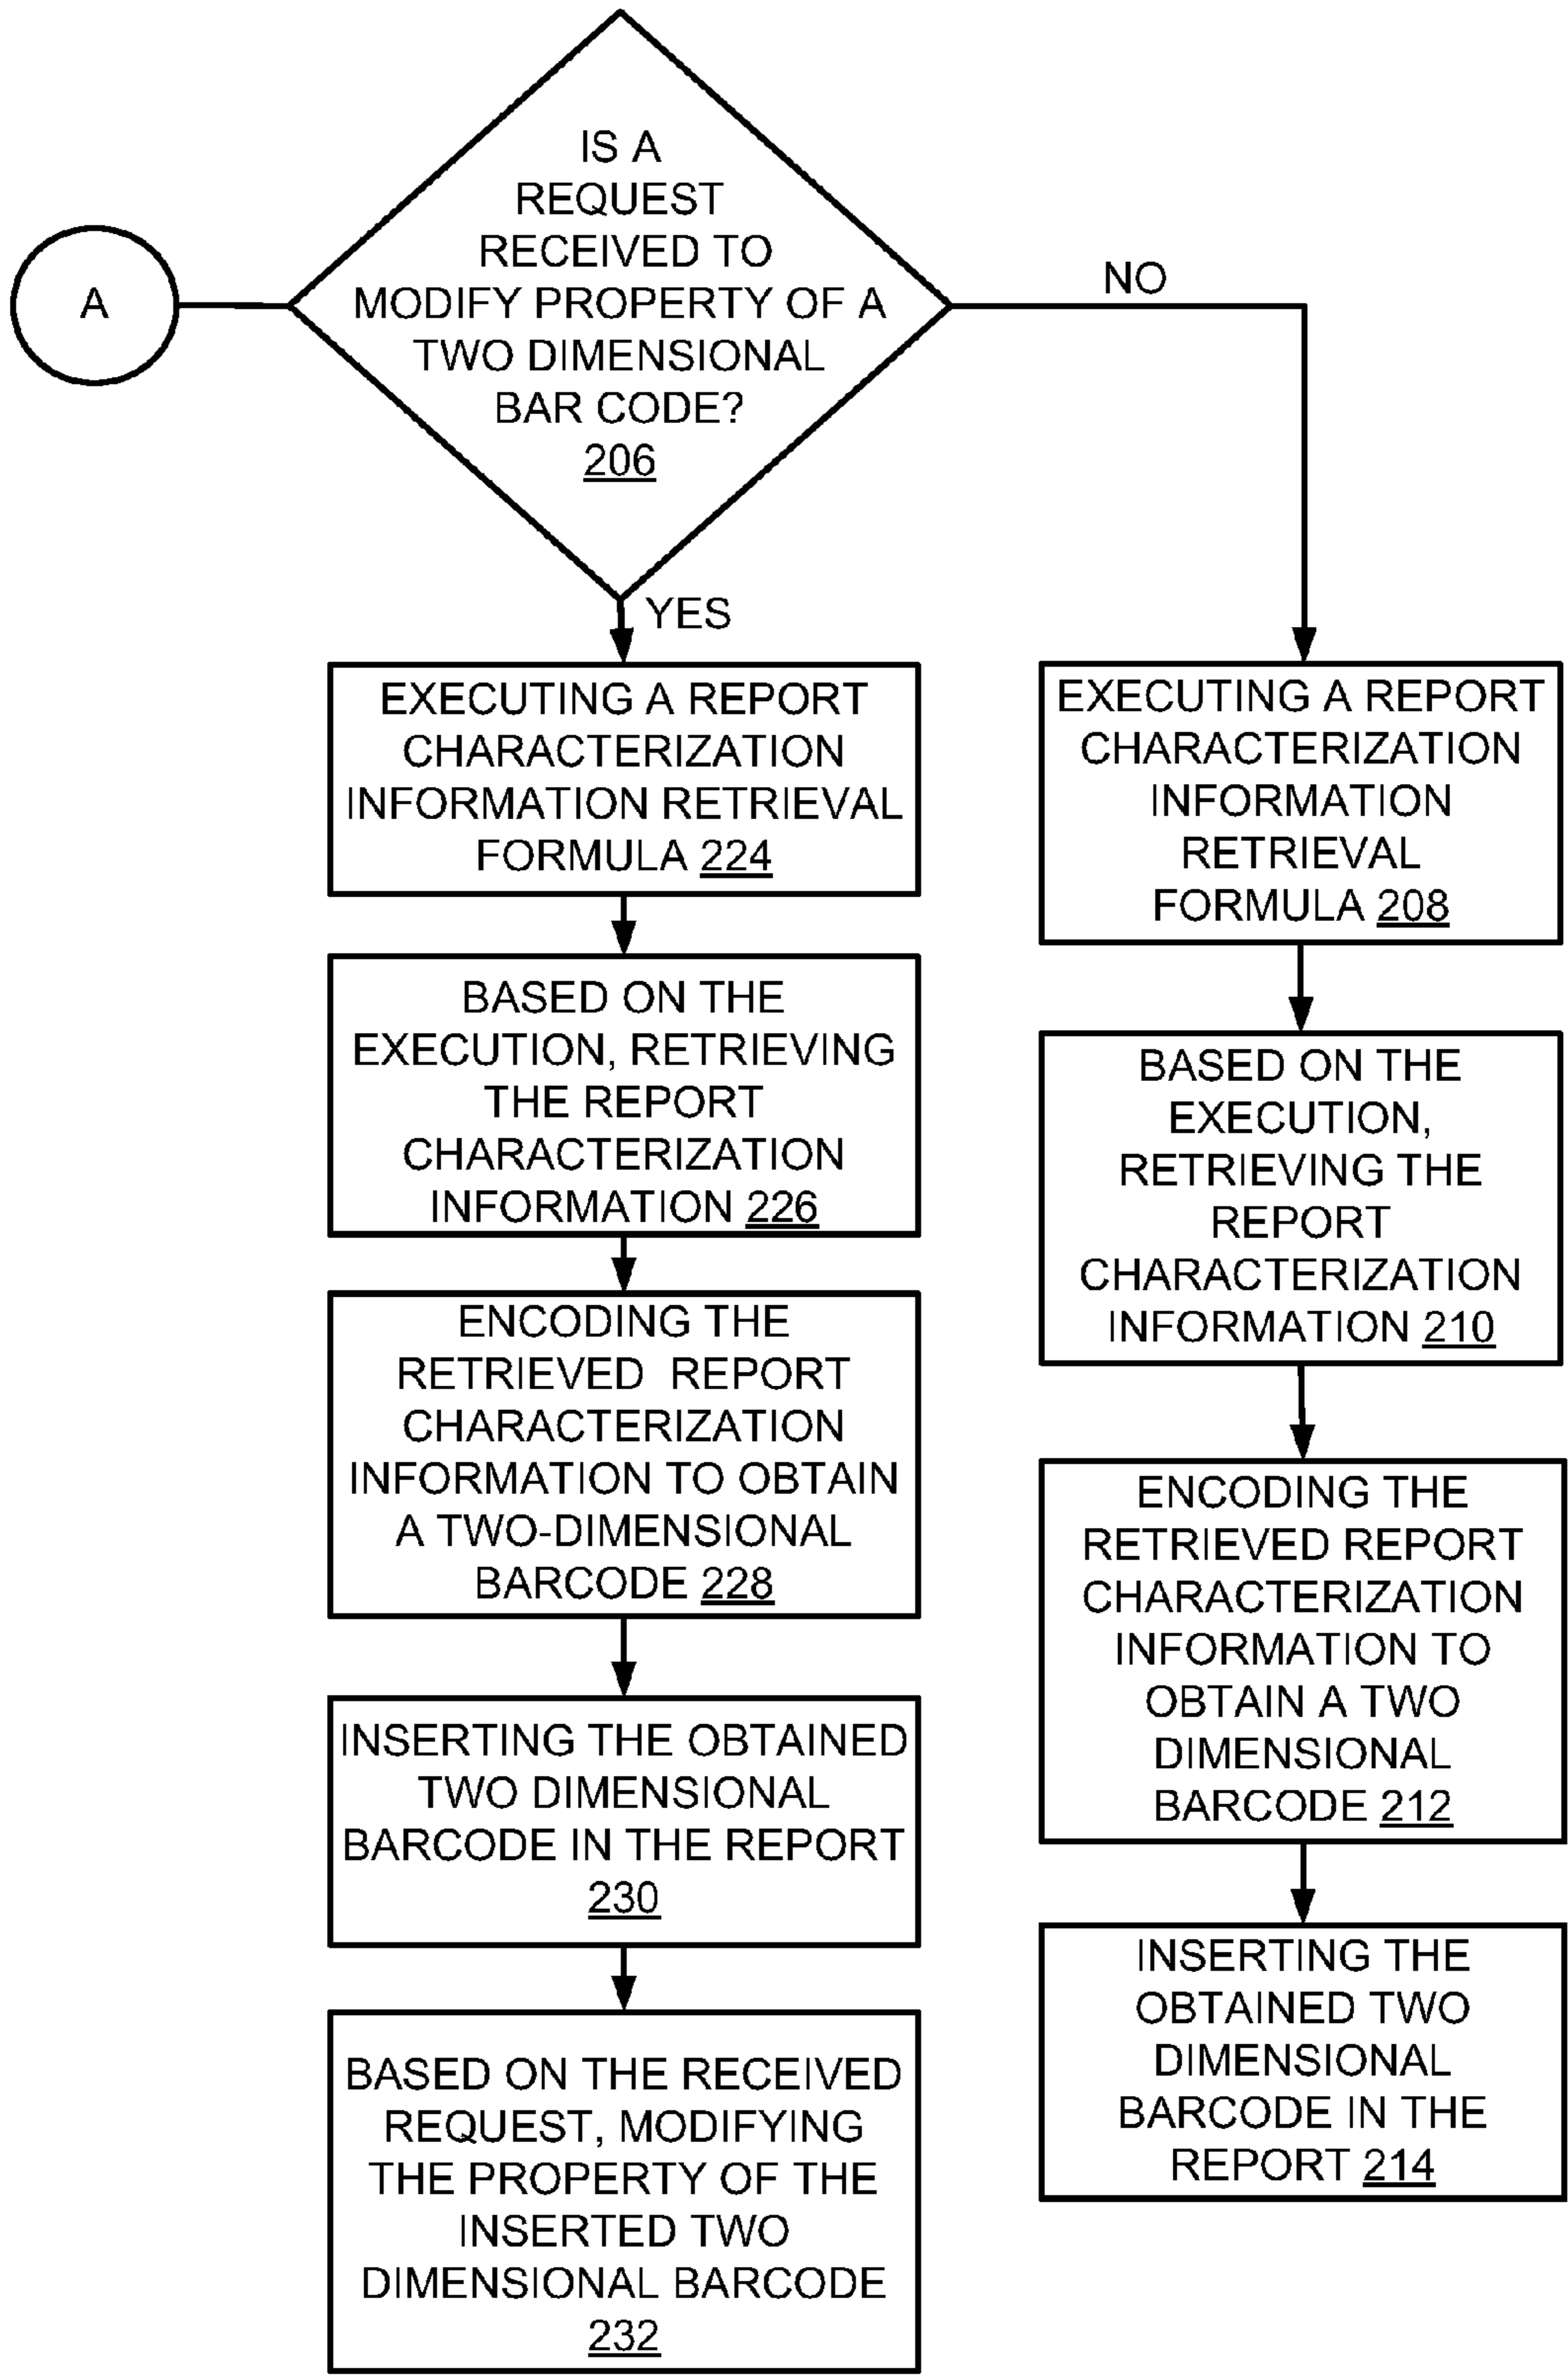 A
IS A
REQUEST
RECEIVED TO
MODIFY PROPERTY OF A
TWO DIMENSIONAL
BAR CODE?
206
NO
YES
EXECUTING A REPORT
CHARACTERIZATION
INFORMATION RETRIEVAL
FORMULA 224
BASED ON THE
EXECUTION, RETRIEVING
THE REPORT
CHARACTERIZATION
INFORMATION 226
ENCODING THE
RETRIEVED REPORT
CHARACTERIZATION
INFORMATION TO OBTAIN
A TWO-DIMENSIONAL
BARCODE 228
INSERTING THE OBTAINED
TWO DIMENSIONAL
BARCODE IN THE REPORT
230
BASED ON THE RECEIVED
REQUEST, MODIFYING
THE PROPERTY OF THE
INSERTED TWO
DIMENSIONAL BARCODE
232
EXECUTING A REPORT
CHARACTERIZATION
INFORMATION
RETRIEVAL
FORMULA 208
BASED ON THE
EXECUTION,
RETRIEVING THE
REPORT
CHARACTERIZATION
INFORMATION 210
ENCODING THE
RETRIEVED REPORT
CHARACTERIZATION
INFORMATION TO
OBTAIN A TWO
DIMENSIONAL
BARCODE 212
INSERTING THE
OBTAINED TWO
DIMENSIONAL
BARCODE IN THE
REPORT 214